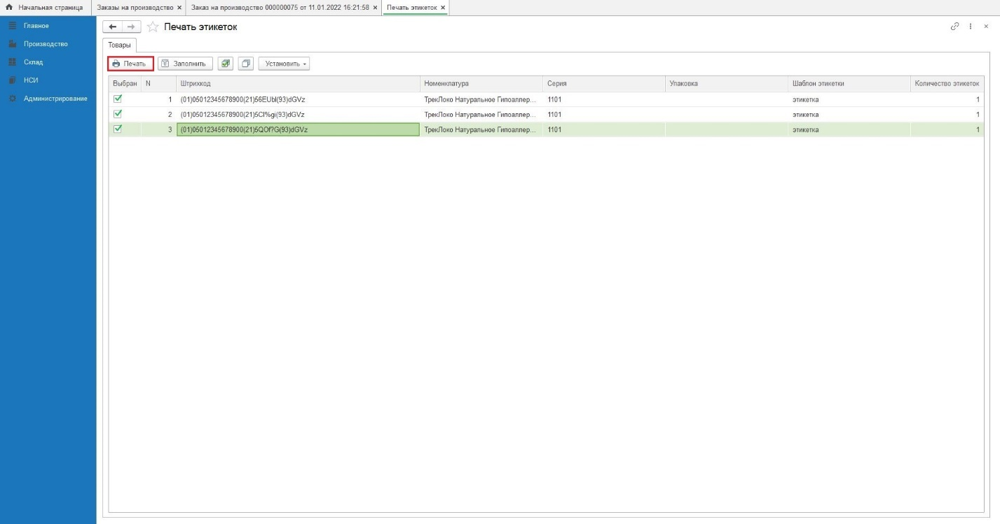 Начальная страница Заказы на производство × Заказ на производство 000000075 от 11.01.2022 16:21:58 × Печать этикеток ×
Главное
Производство
Склад
НСИ
Администрирование
Печать этикеток
Товары
Печать Заполнить Установить
Выбран N Штрихкод Номенклатура Серия Упаковка Шаблон этикетки Количество этикеток
1 (01)05012345678900(21)56EUbl(93)dGVz ТрекЛоко Натуральное Гипоаллер... 1101 этикетка 1
2 (01)05012345678900(21)5Cl%gi(93)dGVz ТрекЛоко Натуральное Гипоаллер... 1101 этикетка 1
3 (01)05012345678900(21)5QOf?G(93)dGVz ТрекЛоко Натуральное Гипоаллер... 1101 этикетка 1